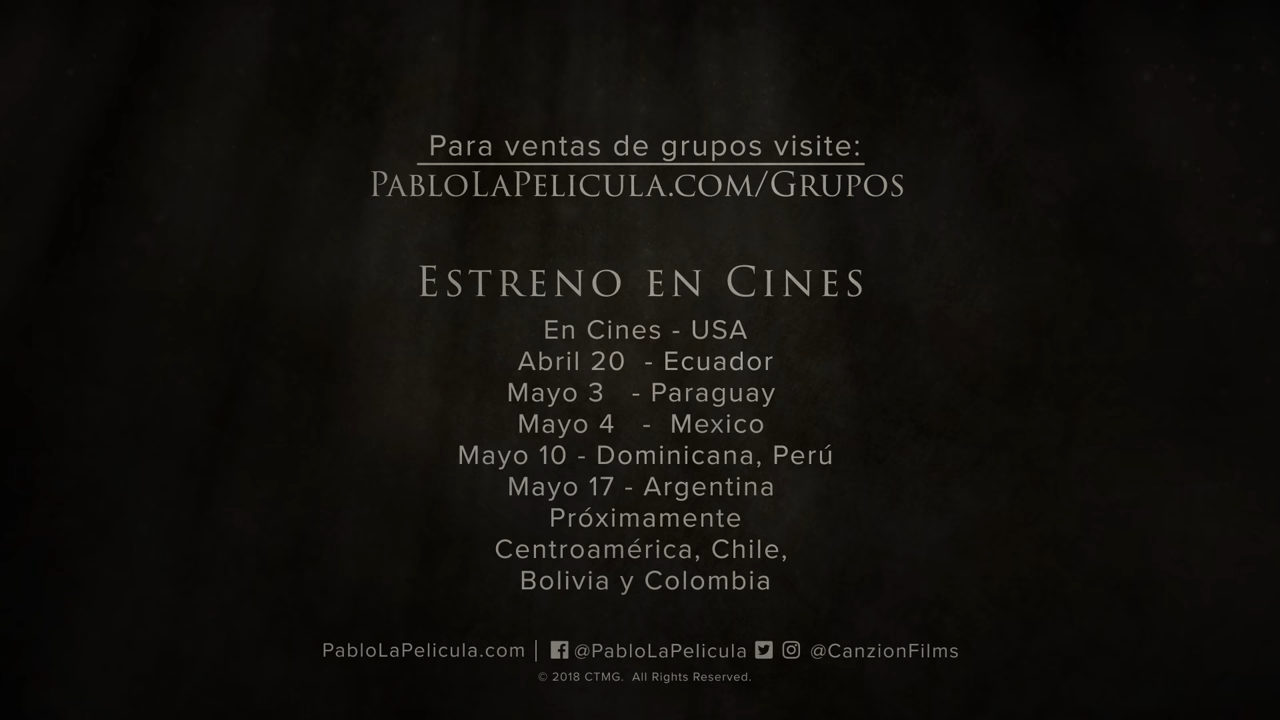 Para ventas de grupos visite:
PabloLaPelicula.com/Grupos
Estreno en Cines
En Cines - USA
Abril 20 - Ecuador
Mayo 3 - Paraguay
Mayo 4 - Mexico
Mayo 10 - Dominicana, Perú
Mayo 17 - Argentina
Próximamente
Centroamérica, Chile,
Bolivia y Colombia
PabloLaPelicula.com | @PabloLaPelicula @CanzionFilms
© 2018 CTMG. All Rights Reserved.